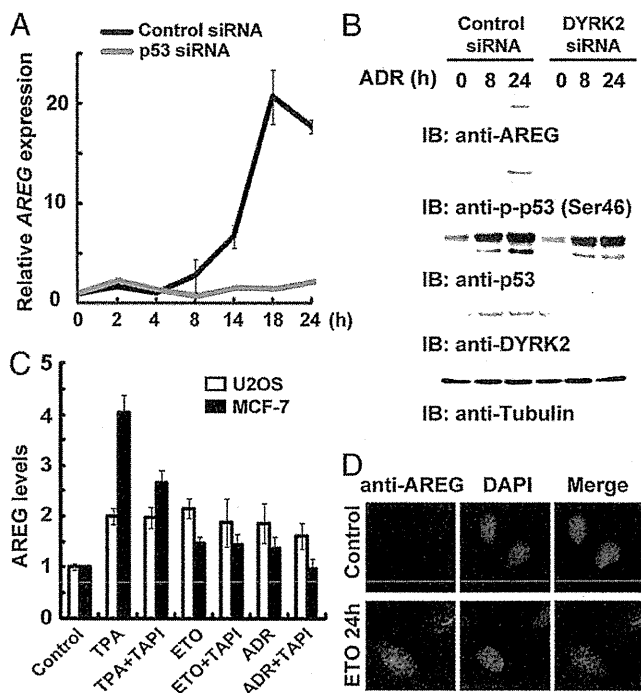 A
Control siRNA
p53 siRNA
Relative AREG expression
20
10
0
0 2 4 8 14 18 24 (h)
B
Control siRNA
DYRK2 siRNA
ADR (h) 0 8 24 0 8 24
IB: anti-AREG
IB: anti-p-p53 (Ser46)
IB: anti-p53
IB: anti-DYRK2
IB: anti-Tubulin
C
U2OS
MCF-7
AREG levels
5
4
3
2
1
0
Control
TPA
TPA+TAPI
ETO
ETO+TAPI
ADR
ADR+TAPI
D
anti-AREG DAPI Merge
Control
ETO 24h